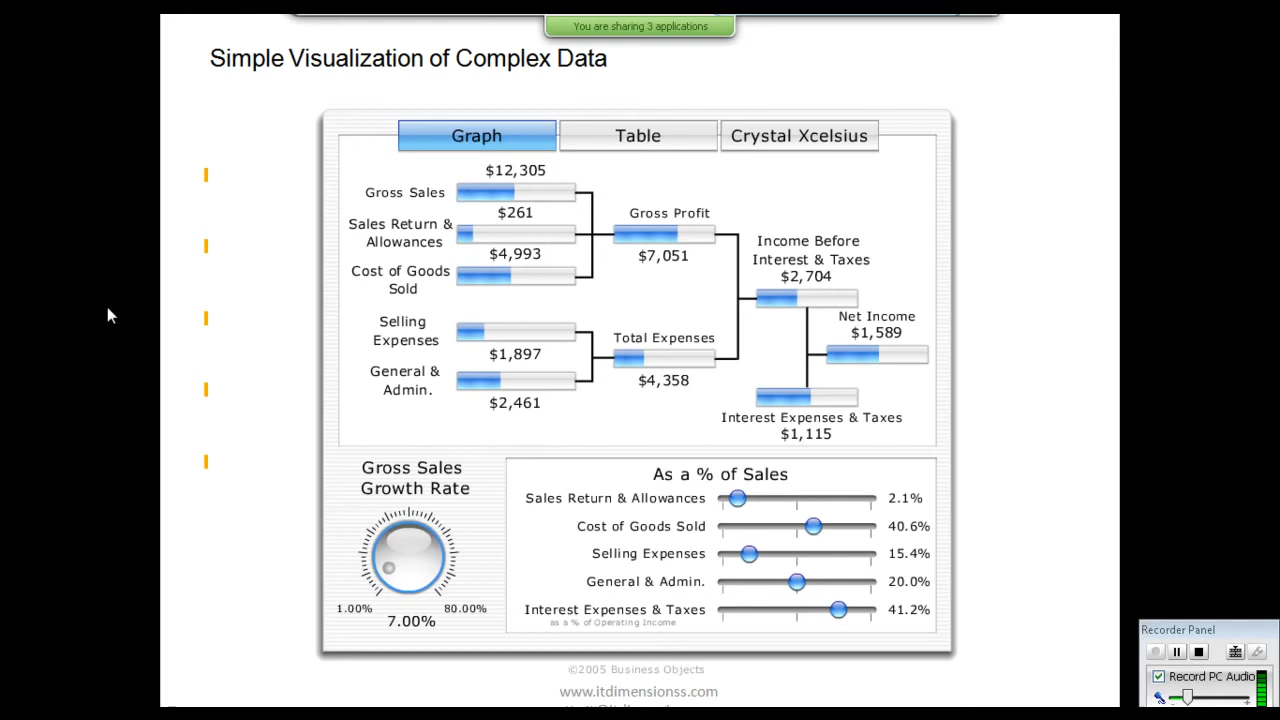 You are sharing 3 applications
Simple Visualization of Complex Data
Graph
Table
Crystal Xcelsius
$12,305
Gross Sales
$261
Sales Return &
Allowances
$4,993
Cost of Goods
Sold
Selling
Expenses
$1,897
General &
Admin.
$2,461
Gross Profit
$7,051
Total Expenses
$4,358
Income Before
Interest & Taxes
$2,704
Net Income
$1,589
Interest Expenses & Taxes
$1,115
Gross Sales
Growth Rate
1.00%
80.00%
7.00%
As a % of Sales
Sales Return & Allowances 2.1%
Cost of Goods Sold 40.6%
Selling Expenses 15.4%
General & Admin. 20.0%
Interest Expenses & Taxes 41.2%
as a % of Operating Income
©2005 Business Objects
www.itdimensionss.com
Recorder Panel
Record PC Audio